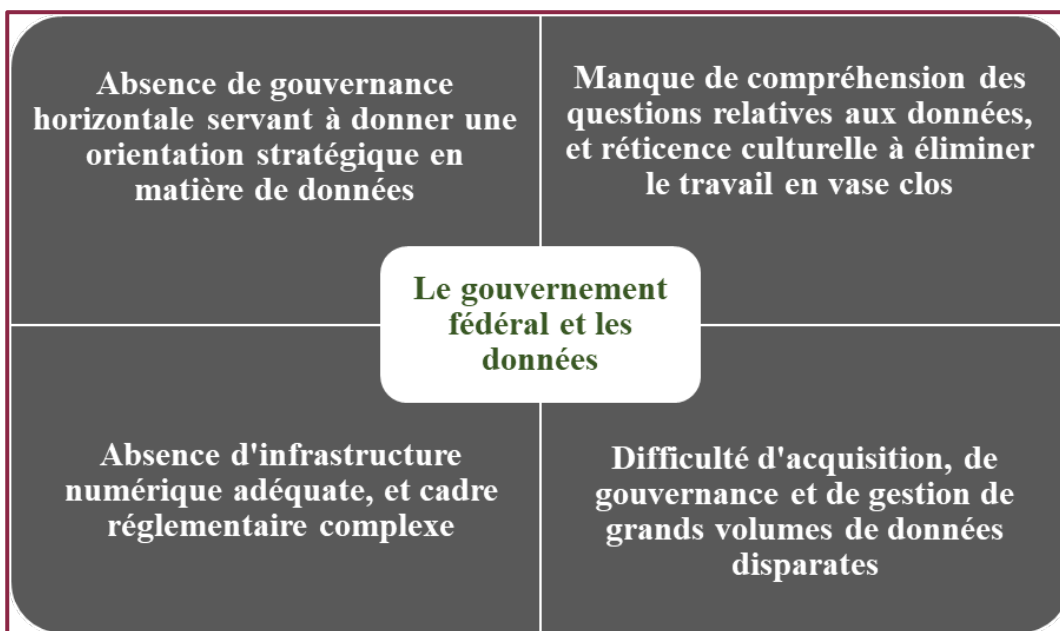 Absence de gouvernance
horizontale servant à donner une
orientation stratégique en
matière de données
Manque de compréhension des
questions relatives aux données,
et réticence culturelle à éliminer
le travail en vase clos
Le gouvernement
fédéral et les
données
Absence d'infrastructure
numérique adéquate, et cadre
réglementaire complexe
Difficulté d'acquisition, de
gouvernance et de gestion de
grands volumes de données
disparates